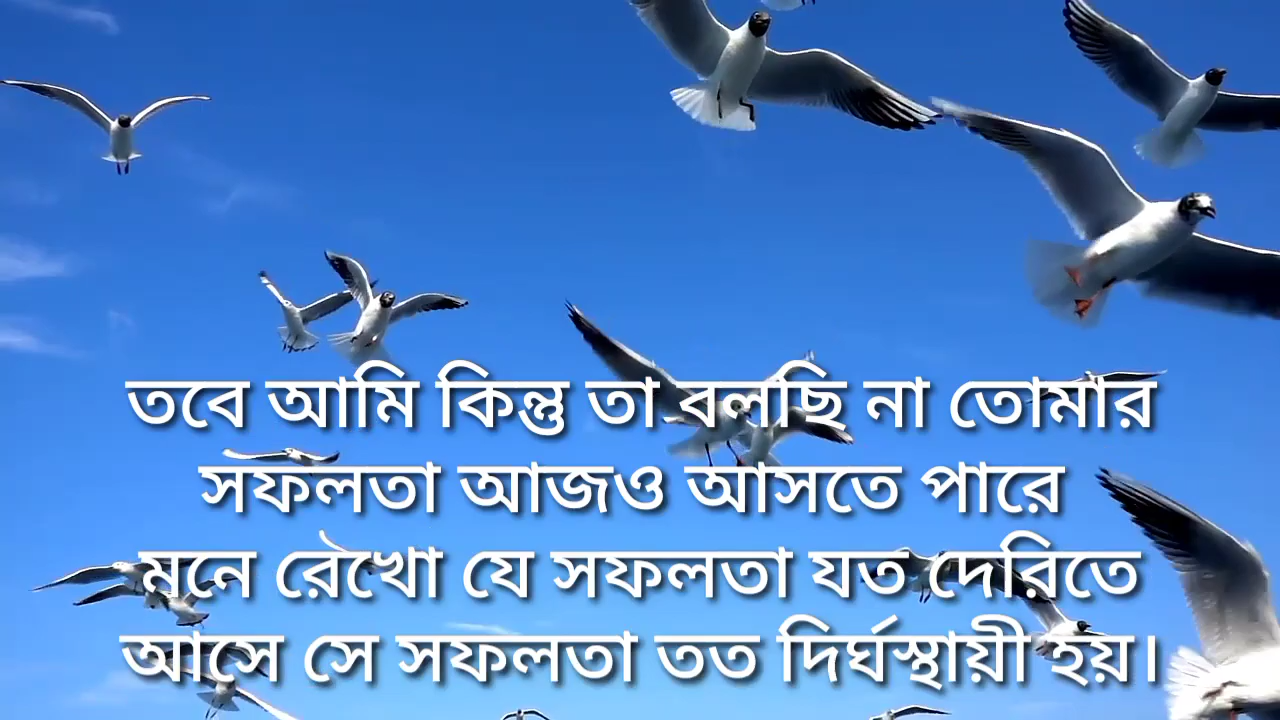 তবে আমি কিন্তু তা বলছি না তোমার
সফলতা আজও আসতে পারে
মনে রেখো যে সফলতা যত দেরিতে
আসে সে সফলতা তত দির্ঘস্থায়ী হয়।